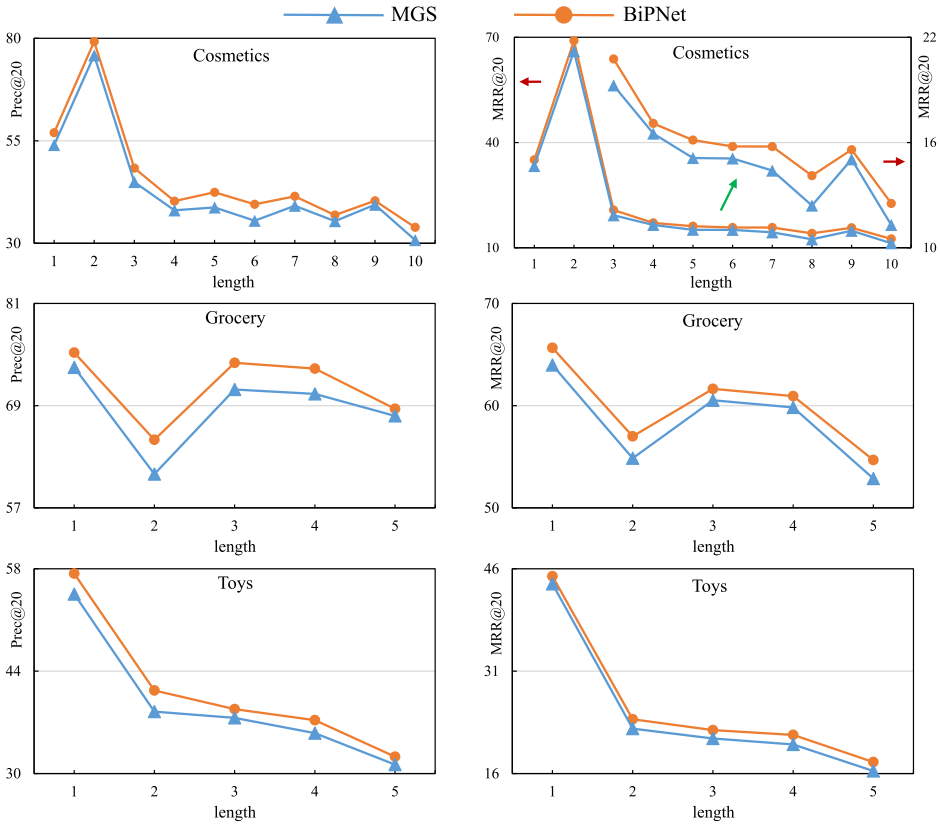 MGS BiPNet
80
55
30
Prec@20
Cosmetics
1 2 3 4 5 6 7 8 9 10
length
70
40
10
MRR@20
Cosmetics
22
16
10
MRR@20
1 2 3 4 5 6 7 8 9 10
length
81
69
57
Prec@20
Grocery
1 2 3 4 5
length
70
60
50
MRR@20
Grocery
1 2 3 4 5
length
58
44
30
Prec@20
Toys
1 2 3 4 5
length
46
31
16
MRR@20
Toys
1 2 3 4 5
length